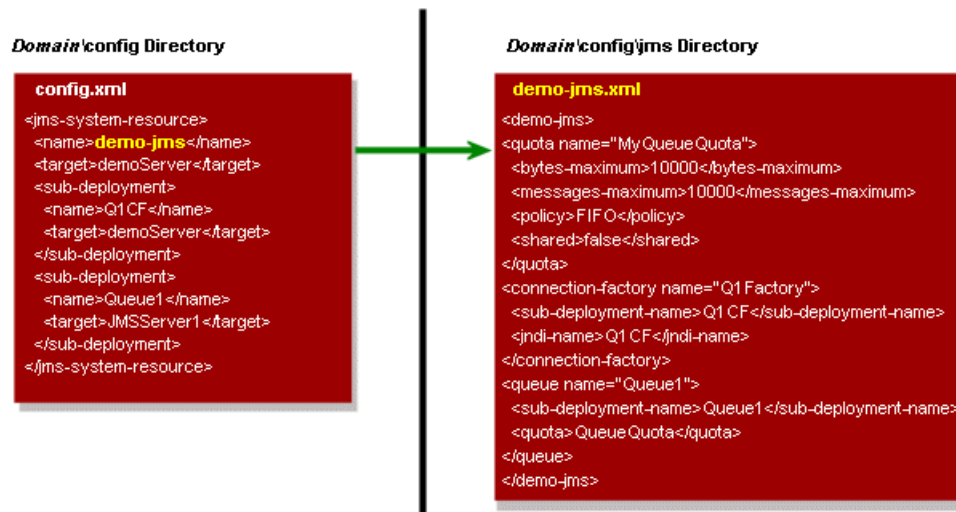 Domain\config Directory
config.xml
<jms-system-resource>
<name>demo-jms</name>
<target>demoServer</target>
<sub-deployment>
<name>Q1CF</name>
<target>demoServer</target>
</sub-deployment>
<sub-deployment>
<name>Queue1</name>
<target>JMSServer1</target>
</sub-deployment>
</jms-system-resource>
Domain\config\jms Directory
demo-jms.xml
<demo-jms>
<quota name="MyQueueQuota">
<bytes-maximum>10000</bytes-maximum>
<messages-maximum>10000</messages-maximum>
<policy>FIFO</policy>
<shared>false</shared>
</quota>
<connection-factory name="Q1Factory">
<sub-deployment-name>Q1CF</sub-deployment-name>
<jndi-name>Q1CF</jndi-name>
</connection-factory>
<queue name="Queue1">
<sub-deployment-name>Queue1</sub-deployment-name>
<quota>QueueQuota</quota>
</queue>
</demo-jms>